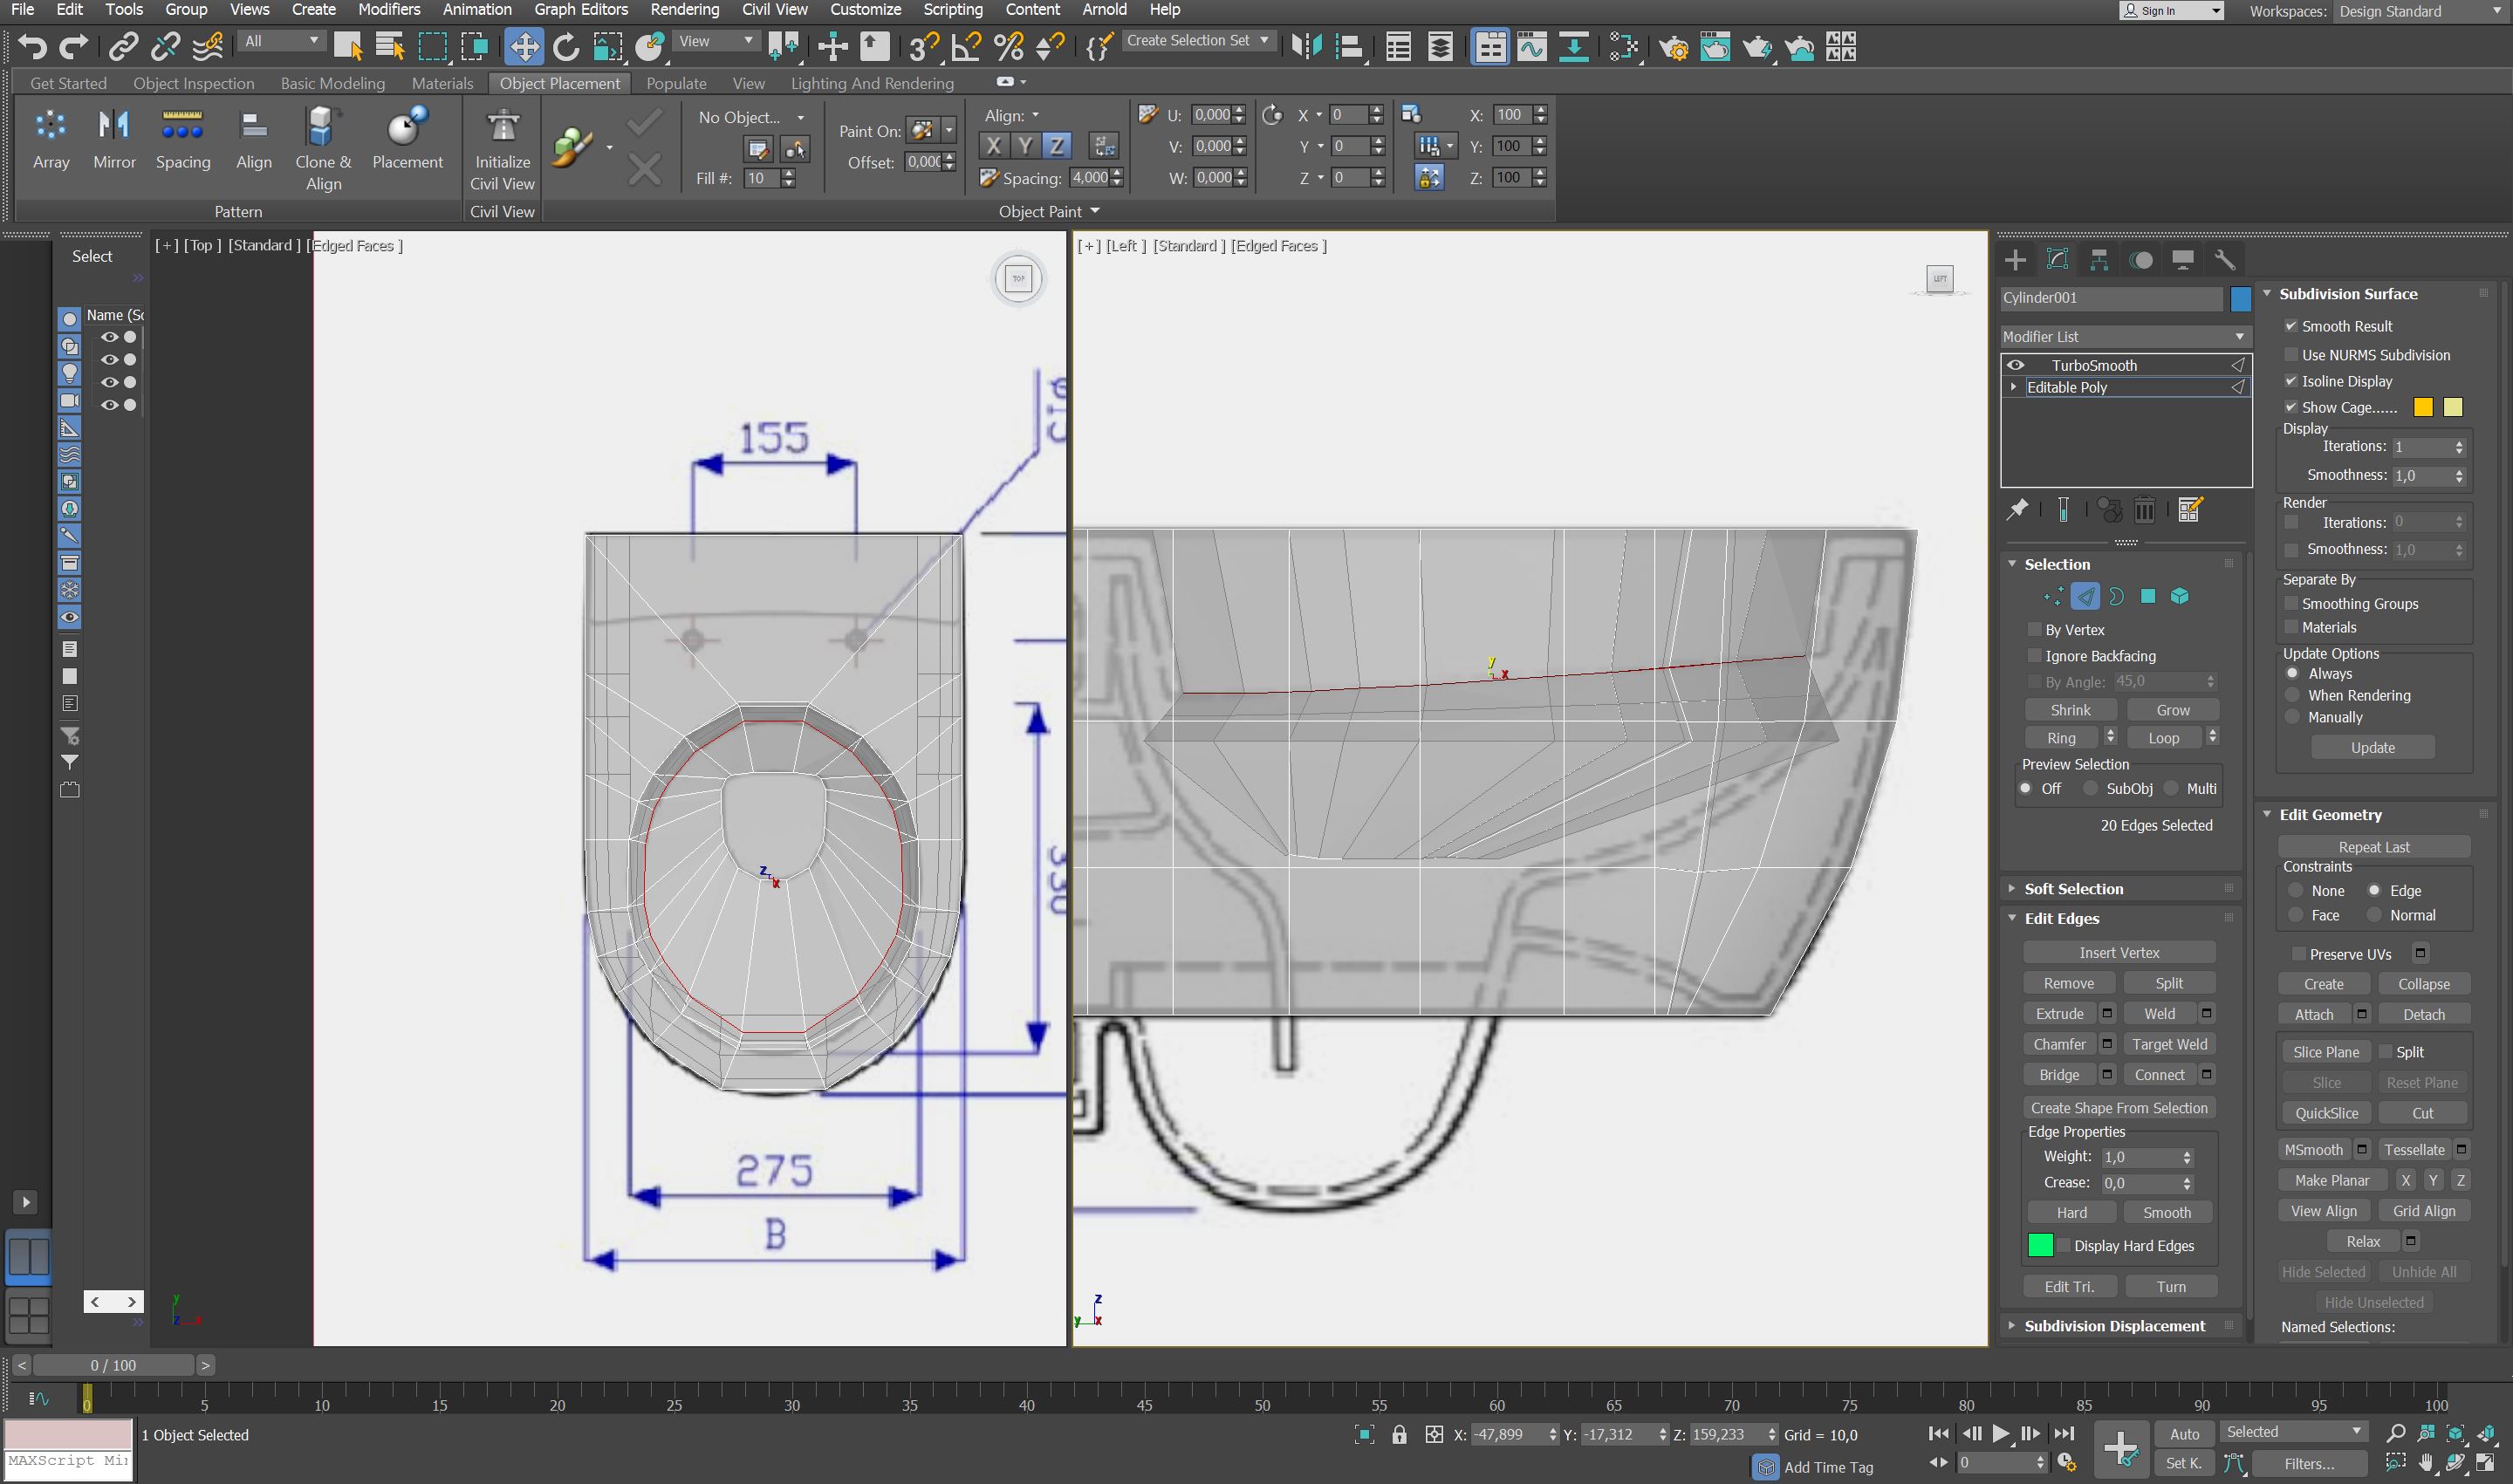 File Edit Tools Group Views Create Modifiers Animation Graph Editors Rendering Civil View Customize Scripting Content Arnold Help
Sign In Workspaces: Design Standard
All View Create Selection Set
Get Started Object Inspection Basic Modeling Materials Object Placement Populate View Lighting And Rendering
Array Mirror Spacing Align Clone & Align Placement
Pattern
Initialize Civil View
Civil View
No Object...
Fill #: 10
Paint On:
Offset: 0,000
Align:
X Y Z
Spacing: 4,000
U: 0,000
V: 0,000
W: 0,000
X 0
Y 0
Z 0
X: 100
Y: 100
Z: 100
Object Paint
Select
Name (Sc
[+] [Top ] [Standard ] [Edged Faces ]
TOP
155
330
275
B
z x
y z x
[+] [Left ] [Standard ] [Edged Faces ]
LEFT
y x
z y x
Cylinder001
Modifier List
TurboSmooth
Editable Poly
Selection
By Vertex
Ignore Backfacing
By Angle: 45,0
Shrink Grow
Ring Loop
Preview Selection
Off SubObj Multi
20 Edges Selected
Soft Selection
Edit Edges
Insert Vertex
Remove Split
Extrude Weld
Chamfer Target Weld
Bridge Connect
Create Shape From Selection
Edge Properties
Weight: 1,0
Crease: 0,0
Hard Smooth
Display Hard Edges
Edit Tri. Turn
Subdivision Displacement
Subdivision Surface
Smooth Result
Use NURMS Subdivision
Isoline Display
Show Cage......
Display
Iterations: 1
Smoothness: 1,0
Render
Iterations: 0
Smoothness: 1,0
Separate By
Smoothing Groups
Materials
Update Options
Always
When Rendering
Manually
Update
Edit Geometry
Repeat Last
Constraints
None Edge
Face Normal
Preserve UVs
Create Collapse
Attach Detach
Slice Plane Split
Slice Reset Plane
QuickSlice Cut
MSmooth Tessellate
Make Planar X Y Z
View Align Grid Align
Relax
Hide Selected Unhide All
Hide Unselected
Named Selections:
< 0 / 100 >
0 5 10 15 20 25 30 35 40 45 50 55 60 65 70 75 80 85 90 95 100
1 Object Selected
MAXScript Mi
X: -47,899 Y: -17,312 Z: 159,233 Grid = 10,0
Add Time Tag
0
Auto Selected
Set K. Filters...